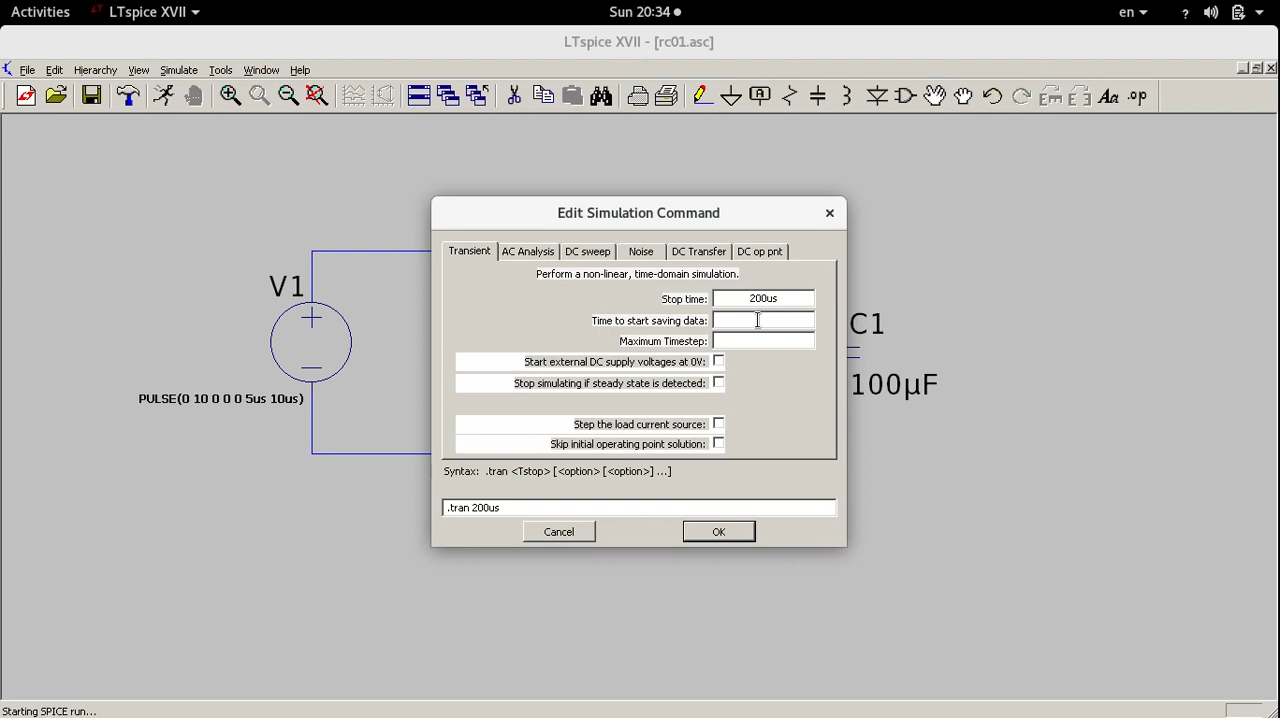 Activities LTspice XVII Sun 20:34 en ?
LTspice XVII - [rc01.asc]
File Edit Hierarchy View Simulate Tools Window Help
Aa .op
Edit Simulation Command
Transient AC Analysis DC sweep Noise DC Transfer DC op pnt
Perform a non-linear, time-domain simulation.
Stop time: 200us
Time to start saving data:
Maximum Timestep:
Start external DC supply voltages at 0V:
Stop simulating if steady state is detected:
Step the load current source:
Skip initial operating point solution:
Syntax: .tran <Tstop> [<option> [<option>] ...]
.tran 200us
Cancel OK
V1
PULSE(0 10 0 0 0 5us 10us)
C1
100µF
Starting SPICE run...